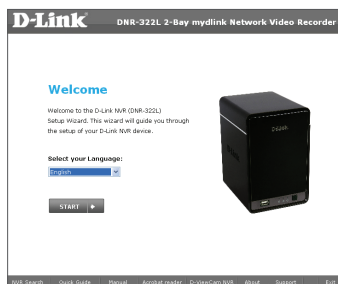 D-Link
DNR-322L 2-Bay mydlink Network Video Recorder
Welcome
Welcome to the D-Link NVR (DNR-322L)
Setup Wizard. This wizard will guide you through
the setup of your D-Link NVR device.
Select your Language:
English
START
D-Link
D-Link
NVR Search Quick Guide Manual Acrobat reader D-ViewCam NVR About Support Exit